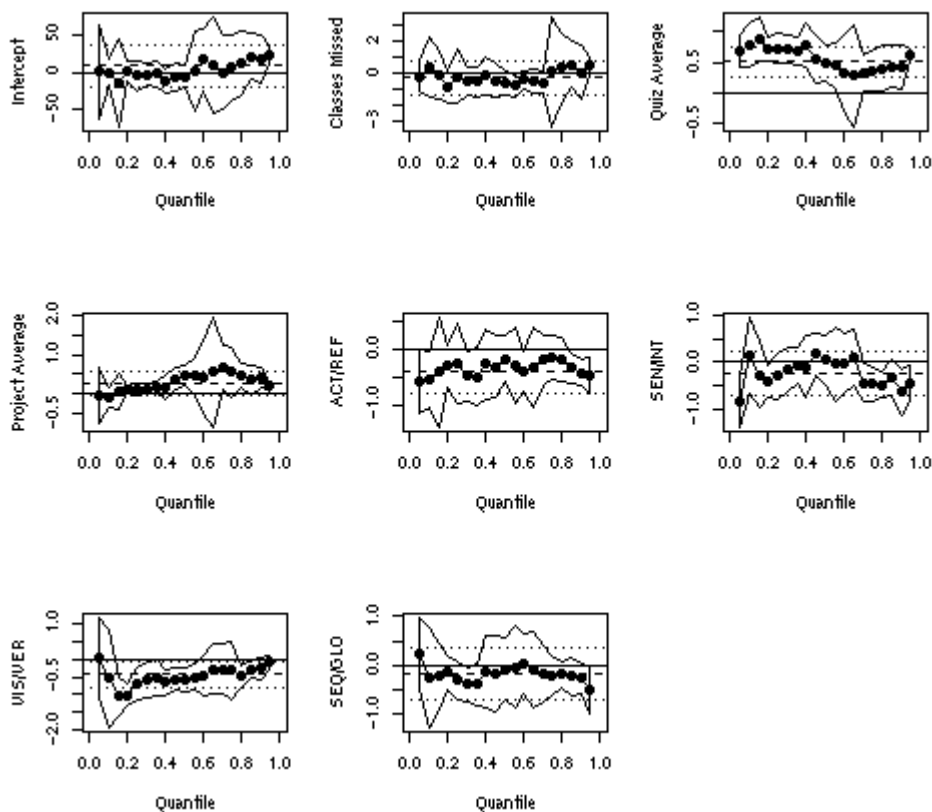 Intercept
50
0
-50
0.0 0.2 0.4 0.6 0.8 1.0
Quantile
Classes Missed
2
0
-3
0.0 0.2 0.4 0.6 0.8 1.0
Quantile
Quiz Average
0.5
-0.5
0.0 0.2 0.4 0.6 0.8 1.0
Quantile
Project Average
2.0
1.0
-0.5
0.0 0.2 0.4 0.6 0.8 1.0
Quantile
ACT/REF
0.0
-1.0
0.0 0.2 0.4 0.6 0.8 1.0
Quantile
SEN/INT
1.0
0.0
-1.0
0.0 0.2 0.4 0.6 0.8 1.0
Quantile
VIS/VER
1.0
-0.5
-2.0
0.0 0.2 0.4 0.6 0.8 1.0
Quantile
SEQ/GLO
1.0
0.0
-1.0
0.0 0.2 0.4 0.6 0.8 1.0
Quantile